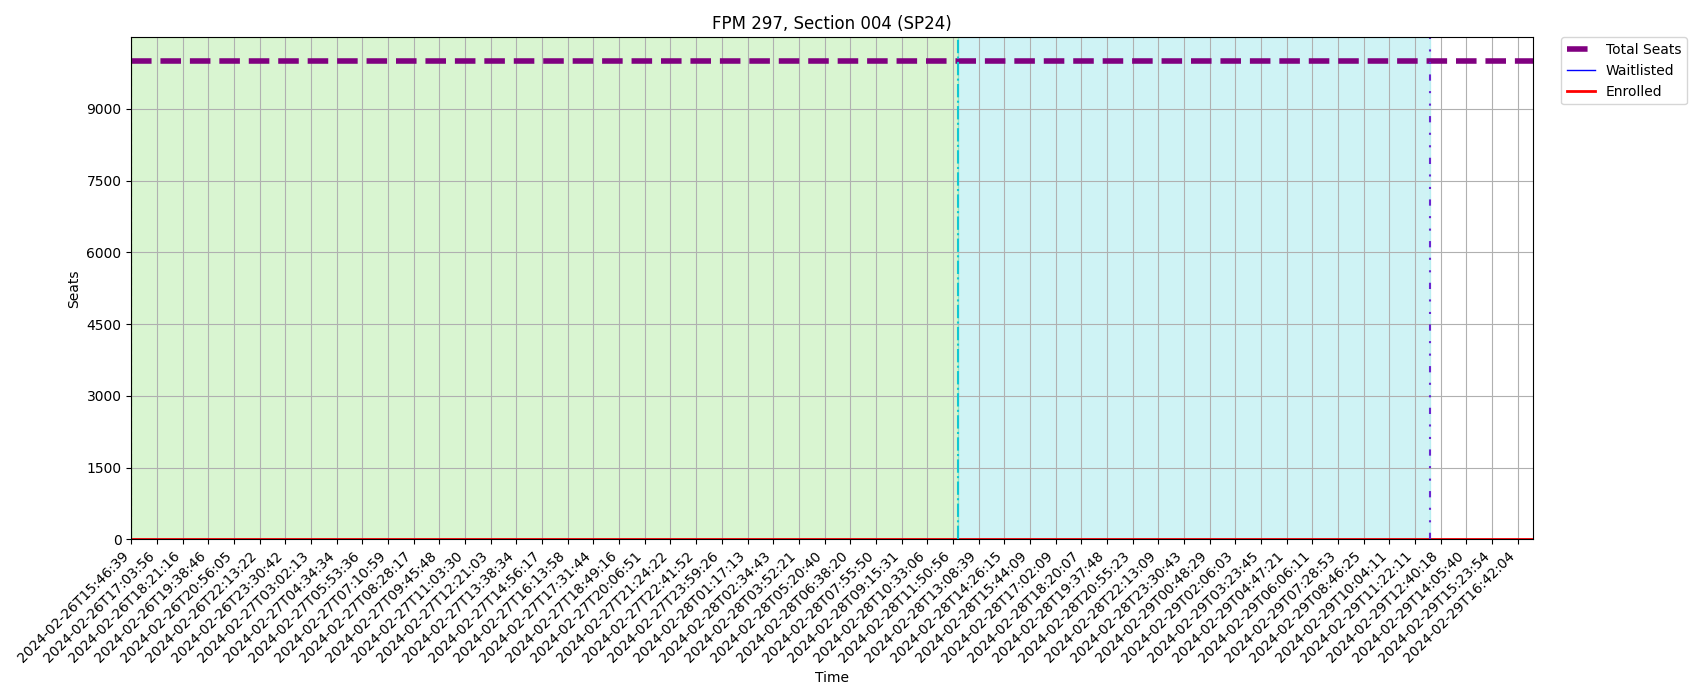 FPM 297, Section 004 (SP24)
Total Seats
Waitlisted
Enrolled
9000
7500
6000
4500
3000
1500
0
Seats
2024-02-26T15:46:39
2024-02-26T17:03:56
2024-02-26T18:21:16
2024-02-26T19:38:46
2024-02-26T20:56:05
2024-02-26T22:13:22
2024-02-26T23:30:42
2024-02-27T03:02:13
2024-02-27T04:34:34
2024-02-27T05:53:36
2024-02-27T07:10:59
2024-02-27T08:28:17
2024-02-27T09:45:48
2024-02-27T11:03:30
2024-02-27T12:21:03
2024-02-27T13:38:34
2024-02-27T14:56:17
2024-02-27T16:13:58
2024-02-27T17:31:44
2024-02-27T18:49:16
2024-02-27T20:06:51
2024-02-27T21:24:22
2024-02-27T22:41:52
2024-02-27T23:59:26
2024-02-28T01:17:13
2024-02-28T02:34:43
2024-02-28T03:52:21
2024-02-28T05:20:40
2024-02-28T06:38:20
2024-02-28T07:55:50
2024-02-28T09:15:31
2024-02-28T10:33:06
2024-02-28T11:50:56
2024-02-28T13:08:39
2024-02-28T14:26:15
2024-02-28T15:44:09
2024-02-28T17:02:09
2024-02-28T18:20:07
2024-02-28T19:37:48
2024-02-28T20:55:23
2024-02-28T22:13:09
2024-02-28T23:30:43
2024-02-29T00:48:29
2024-02-29T02:06:03
2024-02-29T03:23:45
2024-02-29T04:47:21
2024-02-29T06:06:11
2024-02-29T07:28:53
2024-02-29T08:46:25
2024-02-29T10:04:11
2024-02-29T11:22:11
2024-02-29T12:40:18
2024-02-29T14:05:40
2024-02-29T15:23:54
2024-02-29T16:42:04
Time